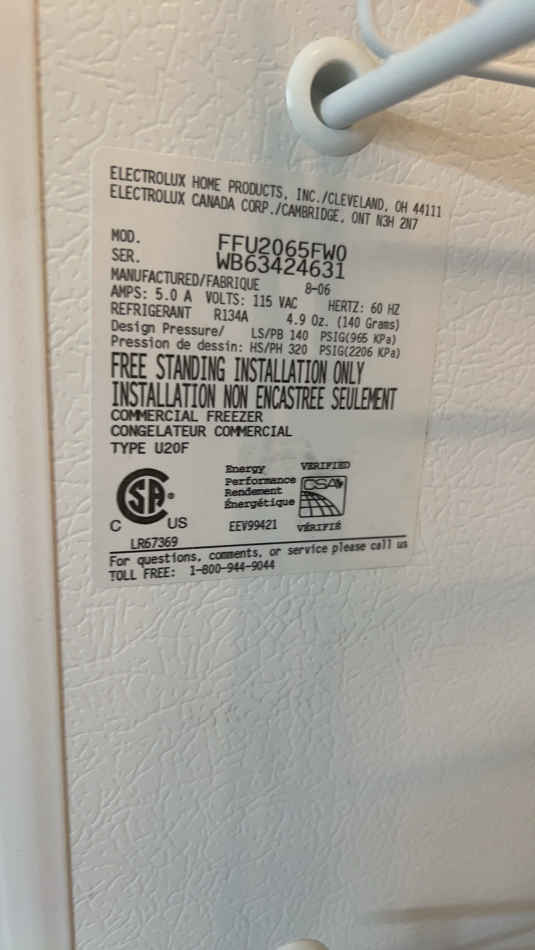 ELECTROLUX HOME PRODUCTS, INC./CLEVELAND, OH 44111
ELECTROLUX CANADA CORP./CAMBRIDGE, ONT N3H 2N7
MOD. FFU2065FW0
SER. WB63424631
MANUFACTURED/FABRIQUE 8-06
AMPS: 5.0 A VOLTS: 115 VAC HERTZ: 60 HZ
REFRIGERANT R134A 4.9 Oz. (140 Grams)
Design Pressure/ LS/PB 140 PSIG(965 KPa)
Pression de dessin: HS/PH 320 PSIG(2206 KPa)
FREE STANDING INSTALLATION ONLY
INSTALLATION NON ENCASTREE SEULEMENT
COMMERCIAL FREEZER
CONGELATEUR COMMERCIAL
TYPE U20F
CSA®
C US
LR67369
Energy
Performance
Rendement
Énergétique
EEV99421
VERIFIED
CSA
VÉRIFIÉ
For questions, comments, or service please call us
TOLL FREE: 1-800-944-9044